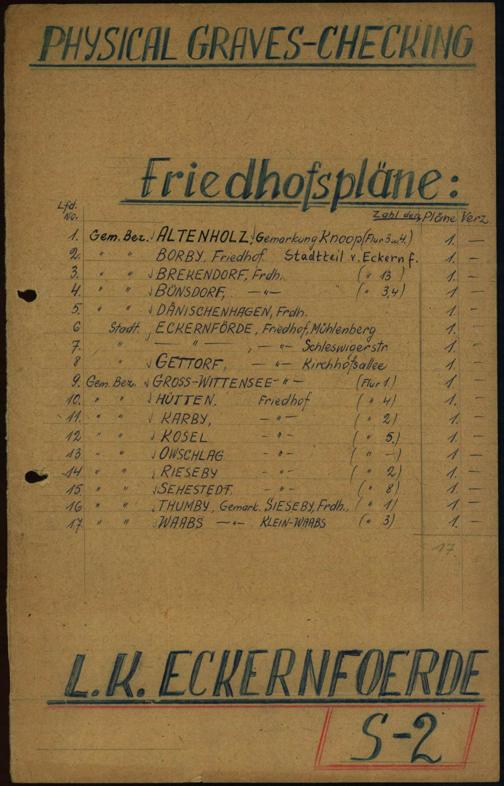 PHYSICAL GRAVES-CHECKING
Friedhofspläne:
Lfd. No. Zahl der Pläne Verz
1. Gem. Bez. ALTENHOLZ, Gemarkung Knoop (Flur 3 u. 4.) 1. —
2. " " BORBY, Friedhof Stadtteil v. Eckernf. 1 —
3. " " BREKENDORF, Frdh. ( " 13 ) 1 —
4. " " BÜNSDORF, —"— ( " 3,4) 1 —
5. " " DÄNISCHENHAGEN, Frdh. 1 —
6 Stadt. ECKERNFÖRDE, Friedhof, Mühlenberg 1 —
7. " —"— , —"— Schleswigerstr 1 —
8 " GETTORF, —"— Kirchhofsallee 1 —
9. Gem. Bez. GROSS-WITTENSEE —"— (Flur 1.) 1 —
10. " " HÜTTEN. Friedhof ( " 4) 1. —
11. " " KARBY, —"— ( " 2) 1. —
12 " " KOSEL —"— ( " 5.) 1. —
13 " " OWSCHLAG —"— ( " —) 1. —
14 " " RIESEBY —"— ( " 2) 1. —
15. " " SEHESTEDT. —"— ( " 8) 1. —
16 " " THUMBY, Gemark. SIESEBY, Frdh., ( " 1) 1. —
17. " " WAABS —"— KLEIN-WAABS ( " 3) 1. —
17.
L.K. ECKERNFOERDE
S-2